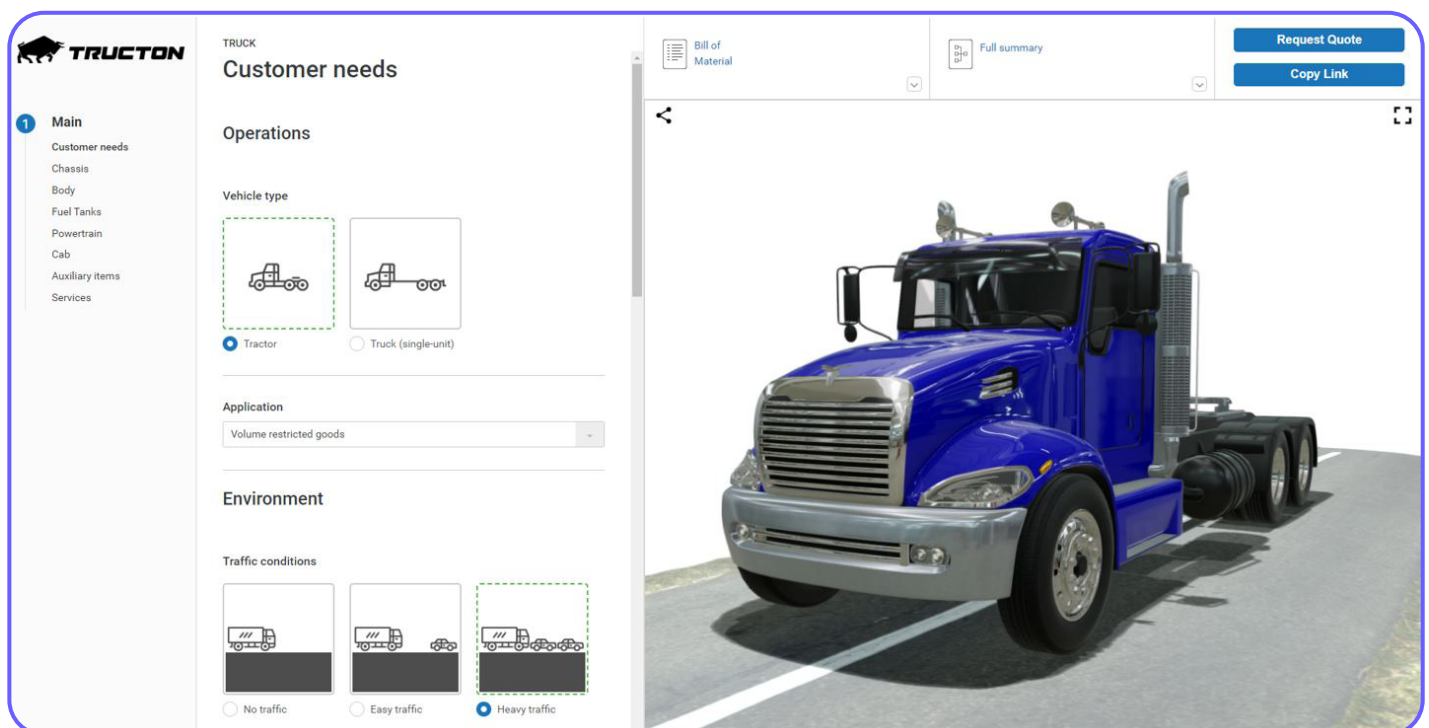 TRUCTON
1
Main
Customer needs
Chassis
Body
Fuel Tanks
Powertrain
Cab
Auxiliary items
Services
TRUCK
Customer needs
Operations
Vehicle type
Tractor
Truck (single-unit)
Application
Volume restricted goods
Environment
Traffic conditions
No traffic
Easy traffic
Heavy traffic
Bill of
Material
Full summary
Request Quote
Copy Link